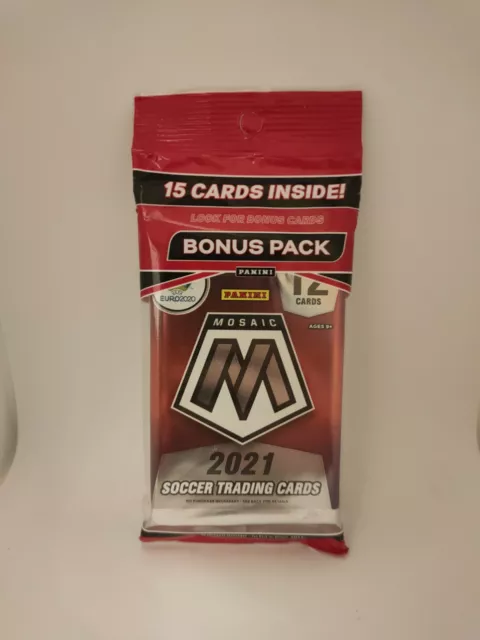 15 CARDS INSIDE!
LOOK FOR BONUS CARDS
BONUS PACK
PANINI
EURO2020
PANINI
12
CARDS
AGES 9+
MOSAIC
M
2021
SOCCER TRADING CARDS